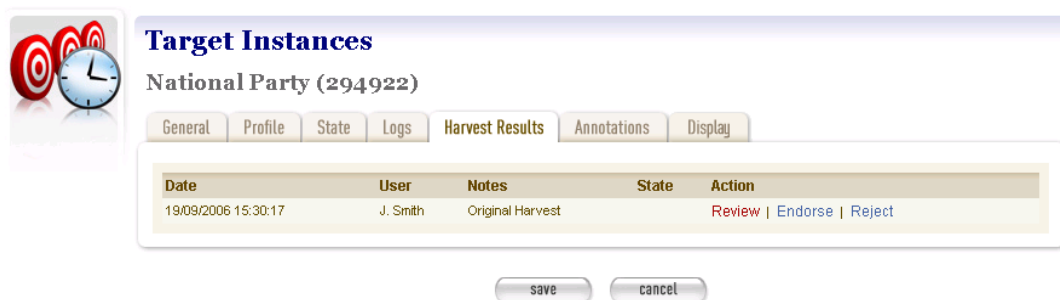 Target Instances
National Party (294922)
General Profile State Logs Harvest Results Annotations Display
Date User Notes State Action
19/09/2006 15:30:17 J. Smith Original Harvest Review | Endorse | Reject
save cancel